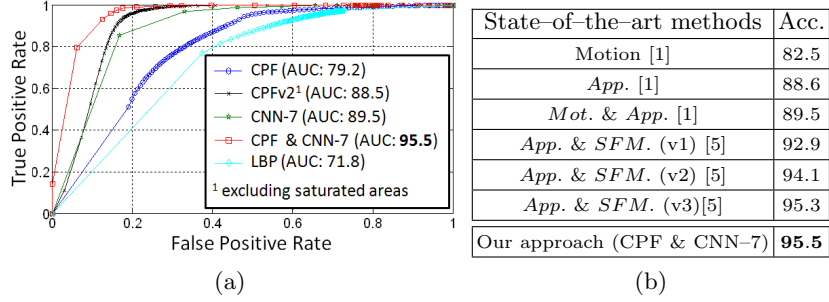 True Positive Rate
1
0.8
0.6
0.4
0.2
0
0 0.2 0.4 0.6 0.8 1
False Positive Rate
CPF (AUC: 79.2)
CPFv2¹ (AUC: 88.5)
CNN-7 (AUC: 89.5)
CPF & CNN-7 (AUC: 95.5)
LBP (AUC: 71.8)
¹ excluding saturated areas
(a)
State–of–the–art methods Acc.
Motion [1] 82.5
App. [1] 88.6
Mot. & App. [1] 89.5
App. & SFM. (v1) [5] 92.9
App. & SFM. (v2) [5] 94.1
App. & SFM. (v3)[5] 95.3
Our approach (CPF & CNN–7) 95.5
(b)